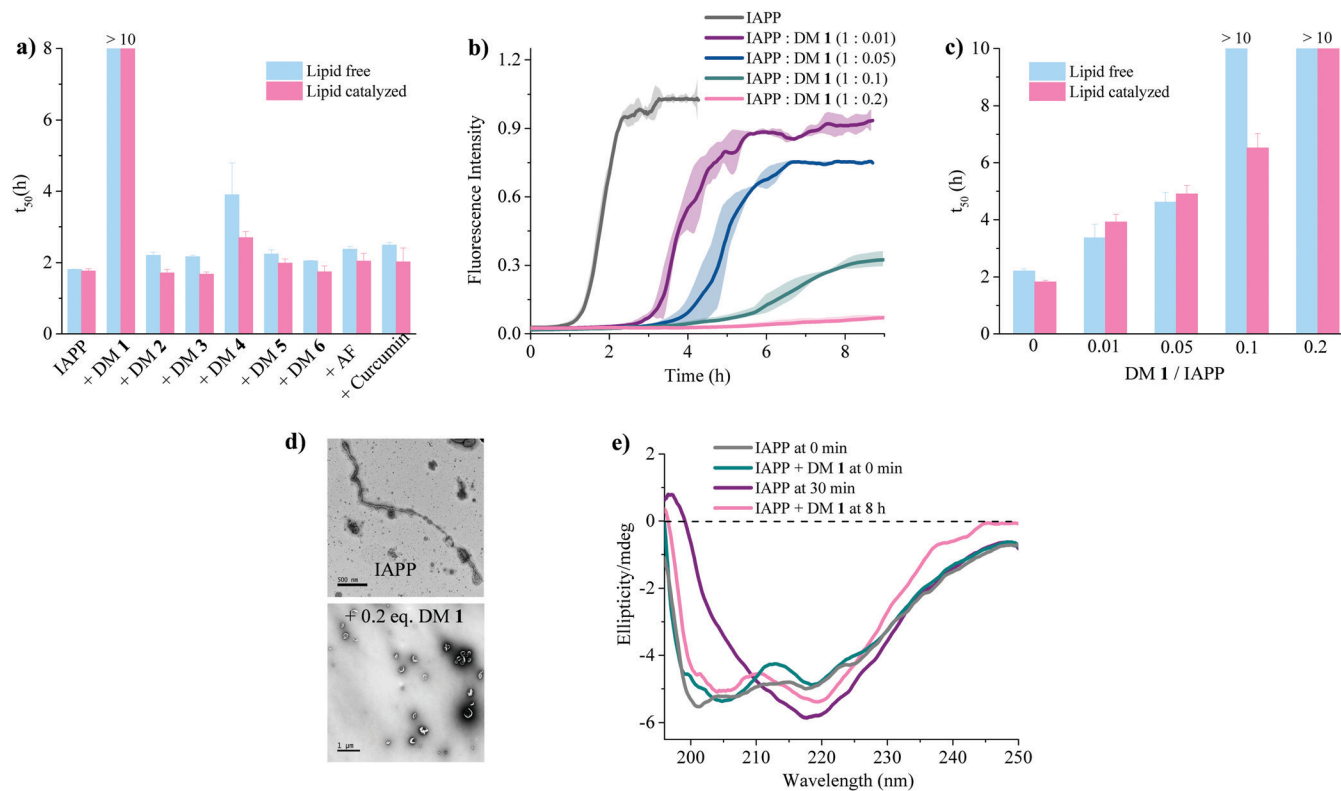 a)
t50(h)
8
6
4
2
0
> 10
Lipid free
Lipid catalyzed
IAPP
+ DM 1
+ DM 2
+ DM 3
+ DM 4
+ DM 5
+ DM 6
+ AF
+ Curcumin
b)
Fluorescence Intensity
1.2
0.9
0.6
0.3
0.0
IAPP
IAPP : DM 1 (1 : 0.01)
IAPP : DM 1 (1 : 0.05)
IAPP : DM 1 (1 : 0.1)
IAPP : DM 1 (1 : 0.2)
0 2 4 6 8
Time (h)
c)
t50 (h)
10
8
6
4
2
0
> 10 > 10
Lipid free
Lipid catalyzed
0 0.01 0.05 0.1 0.2
DM 1 / IAPP
d)
IAPP
500 nm
+ 0.2 eq. DM 1
1 µm
e)
IAPP at 0 min
IAPP + DM 1 at 0 min
IAPP at 30 min
IAPP + DM 1 at 8 h
Ellipticity/mdeg
0
-2
-4
-6
200 210 220 230 240 250
Wavelength (nm)